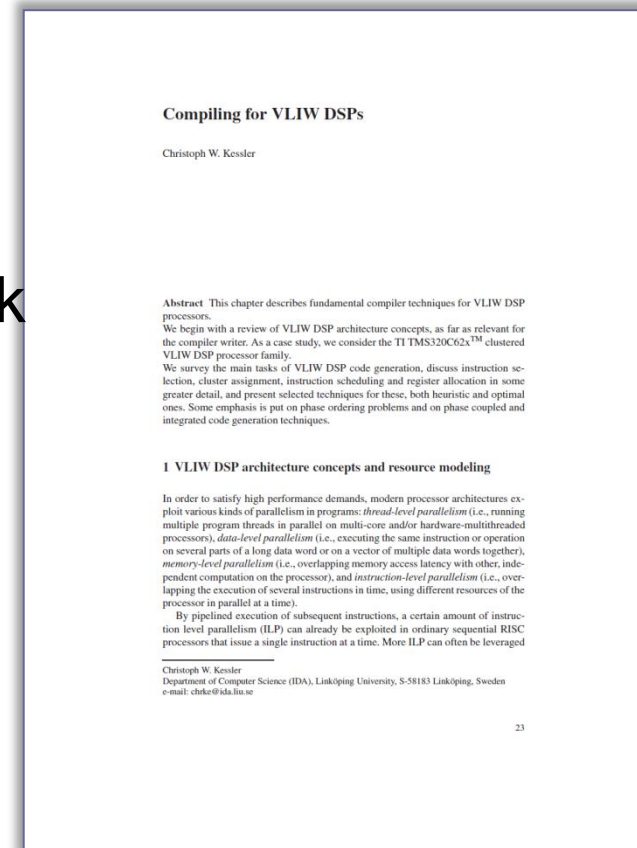 Compiling for VLIW DSPs
Christoph W. Kessler
k
Abstract This chapter describes fundamental compiler techniques for VLIW DSP
processors.
We begin with a review of VLIW DSP architecture concepts, as far as relevant for
the compiler writer. As a case study, we consider the TI TMS320C62x™ clustered
VLIW DSP processor family.
We survey the main tasks of VLIW DSP code generation, discuss instruction se-
lection, cluster assignment, instruction scheduling and register allocation in some
greater detail, and present selected techniques for these, both heuristic and optimal
ones. Some emphasis is put on phase ordering problems and on phase coupled and
integrated code generation techniques.
1 VLIW DSP architecture concepts and resource modeling
In order to satisfy high performance demands, modern processor architectures ex-
ploit various kinds of parallelism in programs: thread-level parallelism (i.e., running
multiple program threads in parallel on multi-core and/or hardware-multithreaded
processors), data-level parallelism (i.e., executing the same instruction or operation
on several parts of a long data word or on a vector of multiple data words together),
memory-level parallelism (i.e., overlapping memory access latency with other, inde-
pendent computation on the processor), and instruction-level parallelism (i.e., over-
lapping the execution of several instructions in time, using different resources of the
processor in parallel at a time).
By pipelined execution of subsequent instructions, a certain amount of instruc-
tion level parallelism (ILP) can already be exploited in ordinary sequential RISC
processors that issue a single instruction at a time. More ILP can often be leveraged
Christoph W. Kessler
Department of Computer Science (IDA), Linköping University, S-58183 Linköping, Sweden
e-mail: chrke@ida.liu.se
23